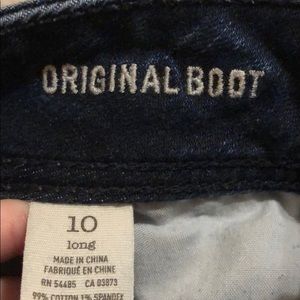 ORIGINAL BOOT
10
long
MADE IN CHINA
FABRIQUÉ EN CHINE
RN 54485 CA 03873
99% COTTON 1% SPANDEX